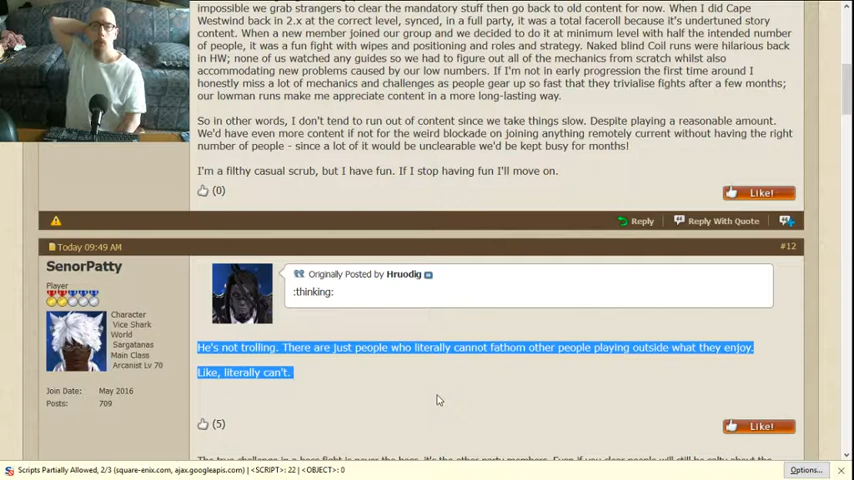 impossible we grab strangers to clear the mandatory stuff then go back to old content for now. When I did Cape
Westwind back in 2.x at the correct level, synced, in a full party, it was a total faceroll because it's undertuned story
content. When a new member joined our group and we decided to do it at minimum level with half the intended number
of people, it was a fun fight with wipes and positioning and roles and strategy. Naked blind Coil runs were hilarious back
in HW; none of us watched any guides so we had to figure out all of the mechanics from scratch whilst also
accommodating new problems caused by our low numbers. If I'm not in early progression the first time around I
honestly miss a lot of mechanics and challenges as people gear up so fast that they trivialise fights after a few months;
our lowman runs make me appreciate content in a more long-lasting way.
So in other words, I don't tend to run out of content since we take things slow. Despite playing a reasonable amount.
We'd have even more content if not for the weird blockade on joining anything remotely current without having the right
number of people - since a lot of it would be unclearable we'd be kept busy for months!
I'm a filthy casual scrub, but I have fun. If I stop having fun I'll move on.
(0)
Like!
Reply
Reply With Quote
Today 09:49 AM
#12
SenorPatty
Player
Character
Vice Shark
World
Sargatanas
Main Class
Arcanist Lv 70
Join Date: May 2016
Posts: 709
Originally Posted by Hruodig
:thinking:
He's not trolling. There are just people who literally cannot fathom other people playing outside what they enjoy.
Like, literally can't.
(5)
Like!
Scripts Partially Allowed, 2/3 (square-enix.com, ajax.googleapis.com) | <SCRIPT>: 22 | <OBJECT>: 0
Options...